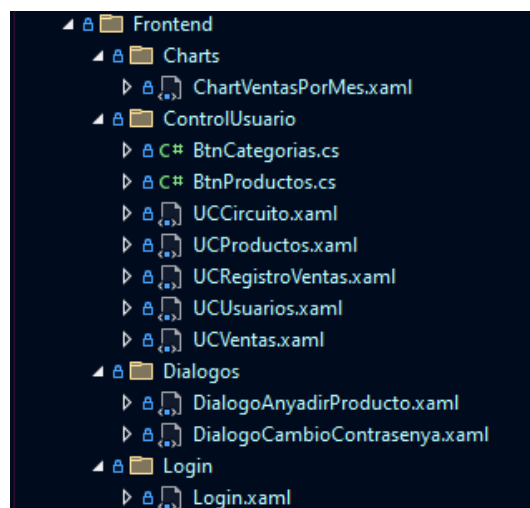 Frontend
Charts
ChartVentasPorMes.xaml
ControlUsuario
C# BtnCategorias.cs
C# BtnProductos.cs
UCCircuito.xaml
UCProductos.xaml
UCRegistroVentas.xaml
UCUsuarios.xaml
UCVentas.xaml
Dialogos
DialogoAnyadirProducto.xaml
DialogoCambioContrasenya.xaml
Login
Login.xaml